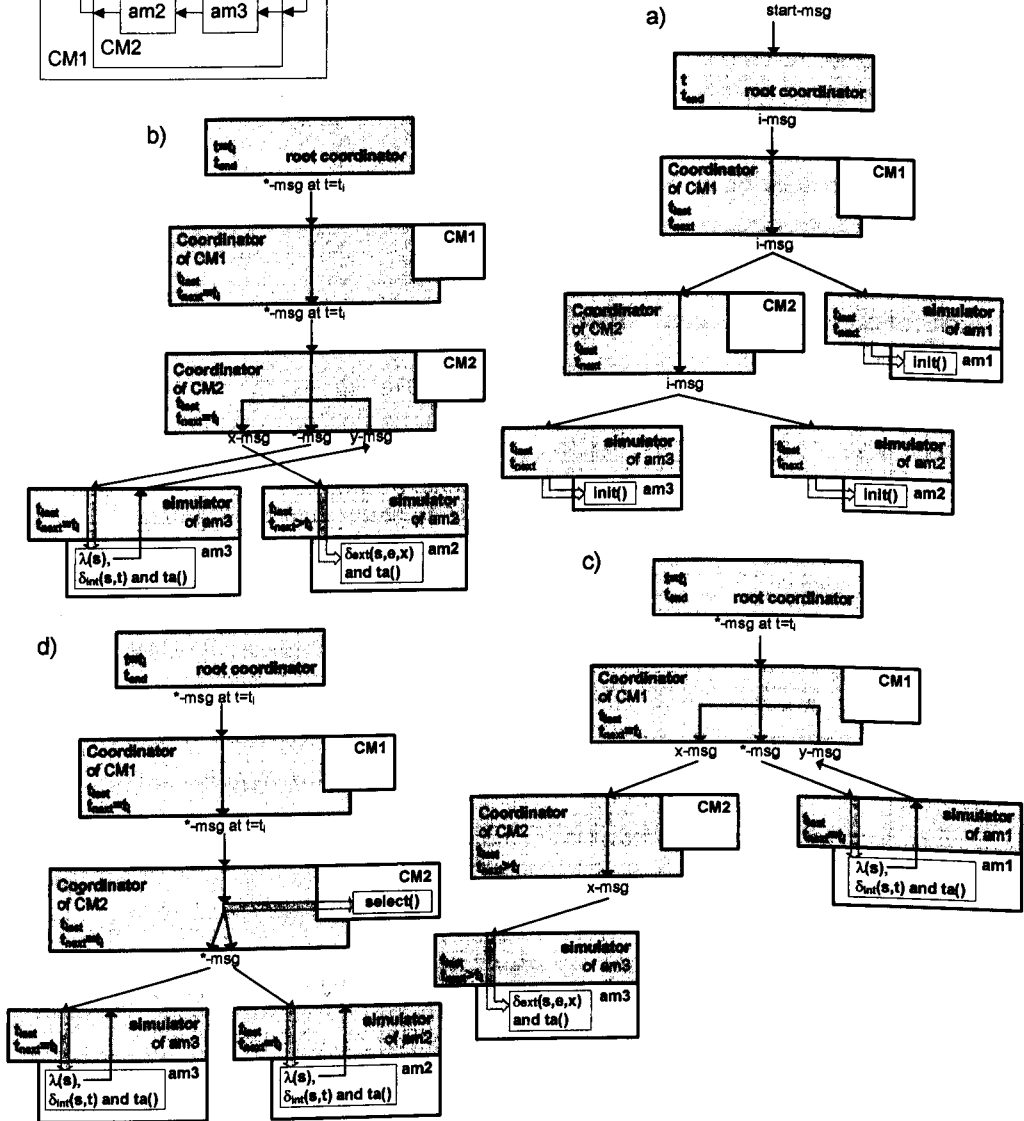 am2
am3
CM2
CM1
a)
start-msg
t
t_end
root coordinator
i-msg
Coordinator
of CM1
t_last
t_next
CM1
i-msg
Coordinator
of CM2
t_last
t_next
CM2
i-msg
t_last
t_next
simulator
of am1
init()
am1
t_last
t_next
simulator
of am3
init()
am3
t_last
t_next
simulator
of am2
init()
am2
b)
t=t_i
t_end
root coordinator
*-msg at t=t_i
Coordinator
of CM1
t_last
t_next=t_i
CM1
*-msg at t=t_i
Coordinator
of CM2
t_last
t_next=t_i
CM2
x-msg
*-msg
y-msg
t_last
t_next=t_i
simulator
of am3
λ(s),
δint(s,t) and ta()
am3
t_last
t_next>t_i
simulator
of am2
δext(s,e,x)
and ta()
am2
c)
t=t_i
t_end
root coordinator
*-msg at t=t_i
Coordinator
of CM1
t_last
t_next=t_i
CM1
x-msg
*-msg
y-msg
Coordinator
of CM2
t_last
t_next>t_i
CM2
x-msg
t_last
t_next=t_i
simulator
of am1
λ(s),
δint(s,t) and ta()
am1
t_last
t_next>t_i
simulator
of am3
δext(s,e,x)
and ta()
am3
d)
t=t_i
t_end
root coordinator
*-msg at t=t_i
Coordinator
of CM1
t_last
t_next=t_i
CM1
*-msg at t=t_i
Coordinator
of CM2
t_last
t_next=t_i
CM2
select()
*-msg
t_last
t_next=t_i
simulator
of am3
λ(s),
δint(s,t) and ta()
am3
t_last
t_next=t_i
simulator
of am2
λ(s),
δint(s,t) and ta()
am2